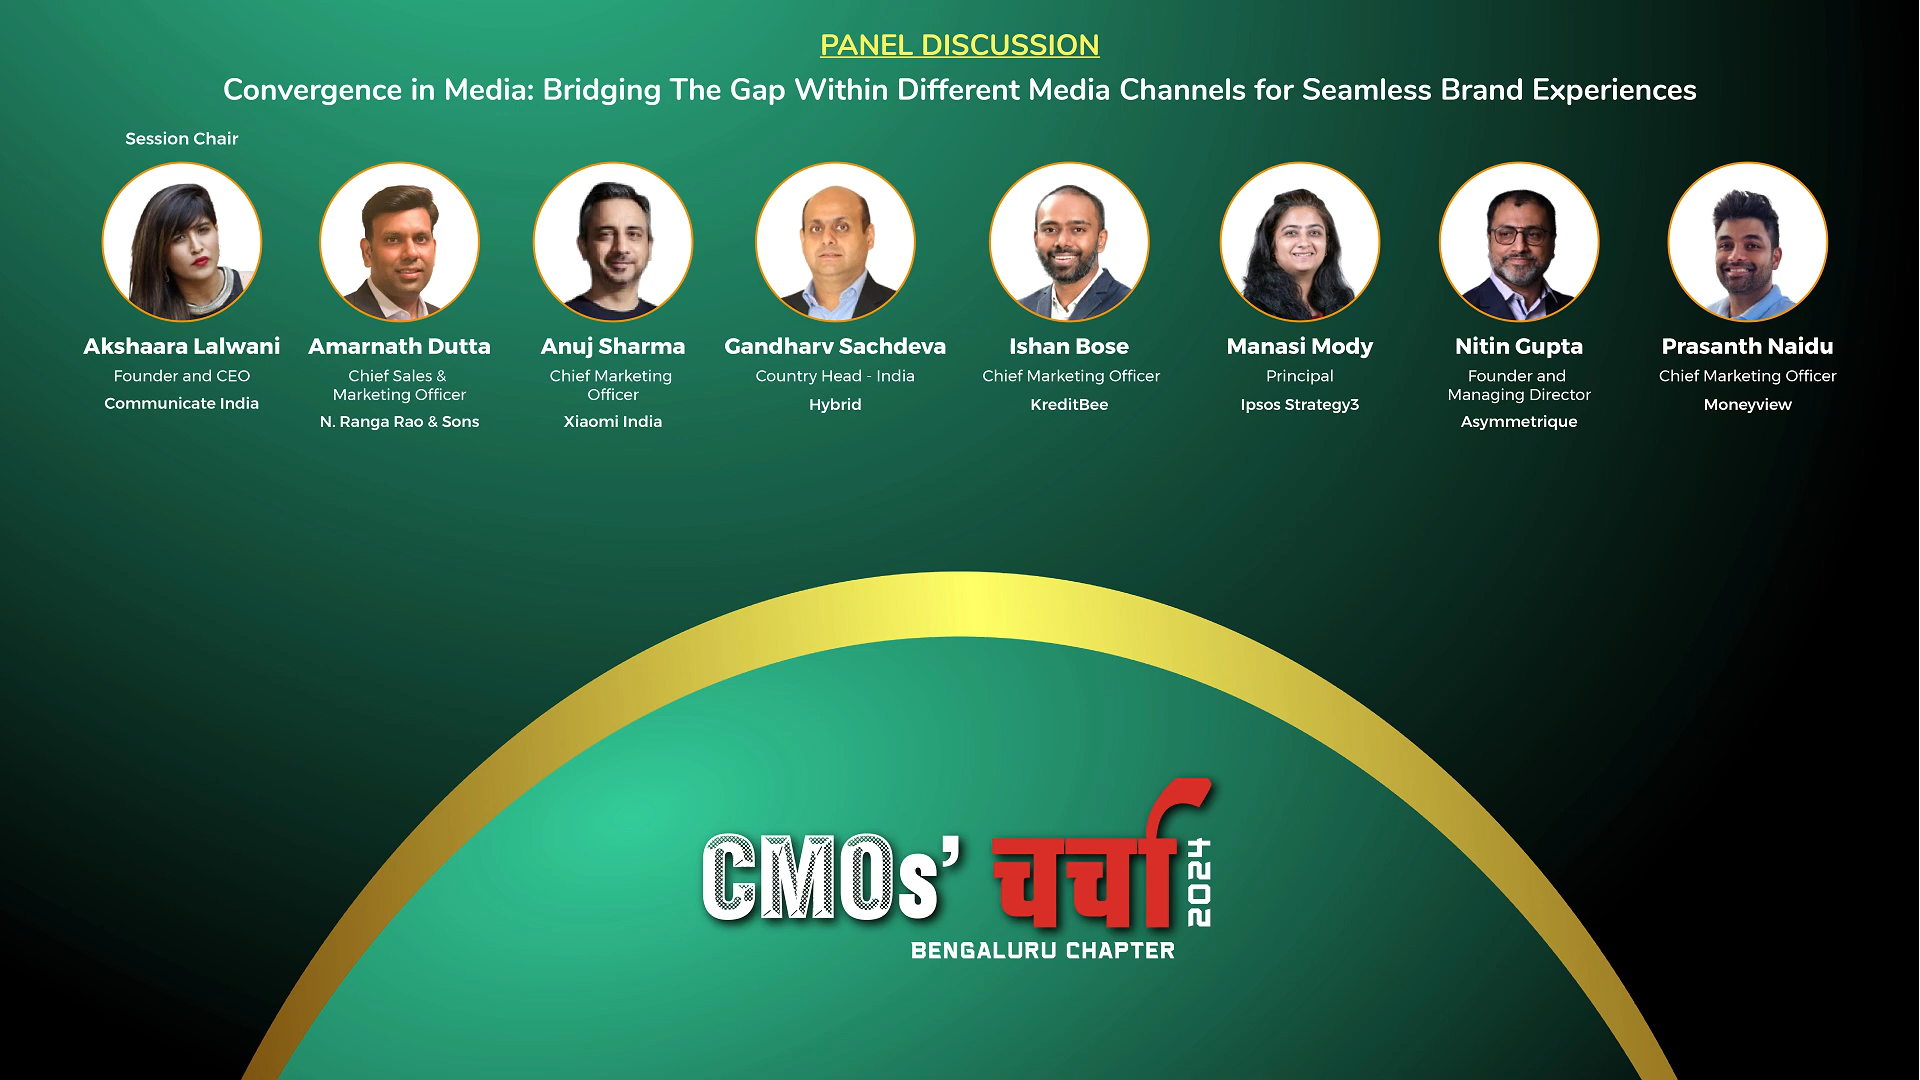 PANEL DISCUSSION
Convergence in Media: Bridging The Gap Within Different Media Channels for Seamless Brand Experiences
Session Chair
Akshaara Lalwani
Founder and CEO
Communicate India
Amarnath Dutta
Chief Sales &
Marketing Officer
N. Ranga Rao & Sons
Anuj Sharma
Chief Marketing
Officer
Xiaomi India
Gandharv Sachdeva
Country Head - India
Hybrid
Ishan Bose
Chief Marketing Officer
KreditBee
Manasi Mody
Principal
Ipsos Strategy3
Nitin Gupta
Founder and
Managing Director
Asymmetrique
Prasanth Naidu
Chief Marketing Officer
Moneyview
CMOs’ चर्चा 2024
BENGALURU CHAPTER